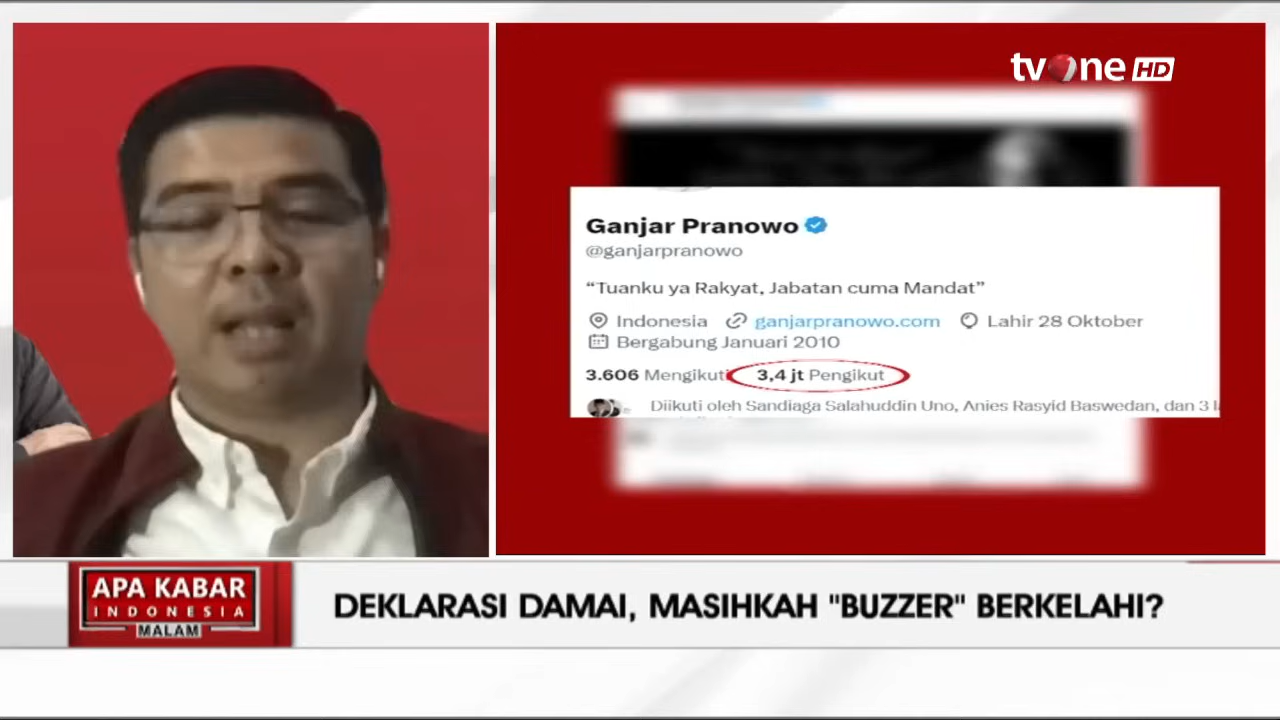 tvOne HD
Ganjar Pranowo
@ganjarpranowo
“Tuanku ya Rakyat, Jabatan cuma Mandat”
Indonesia ganjarpranowo.com Lahir 28 Oktober
Bergabung Januari 2010
3.606 Mengikuti 3,4 jt Pengikut
Diikuti oleh Sandiaga Salahuddin Uno, Anies Rasyid Baswedan, dan 3
APA KABAR
INDONESIA
MALAM
DEKLARASI DAMAI, MASIHKAH "BUZZER" BERKELAHI?